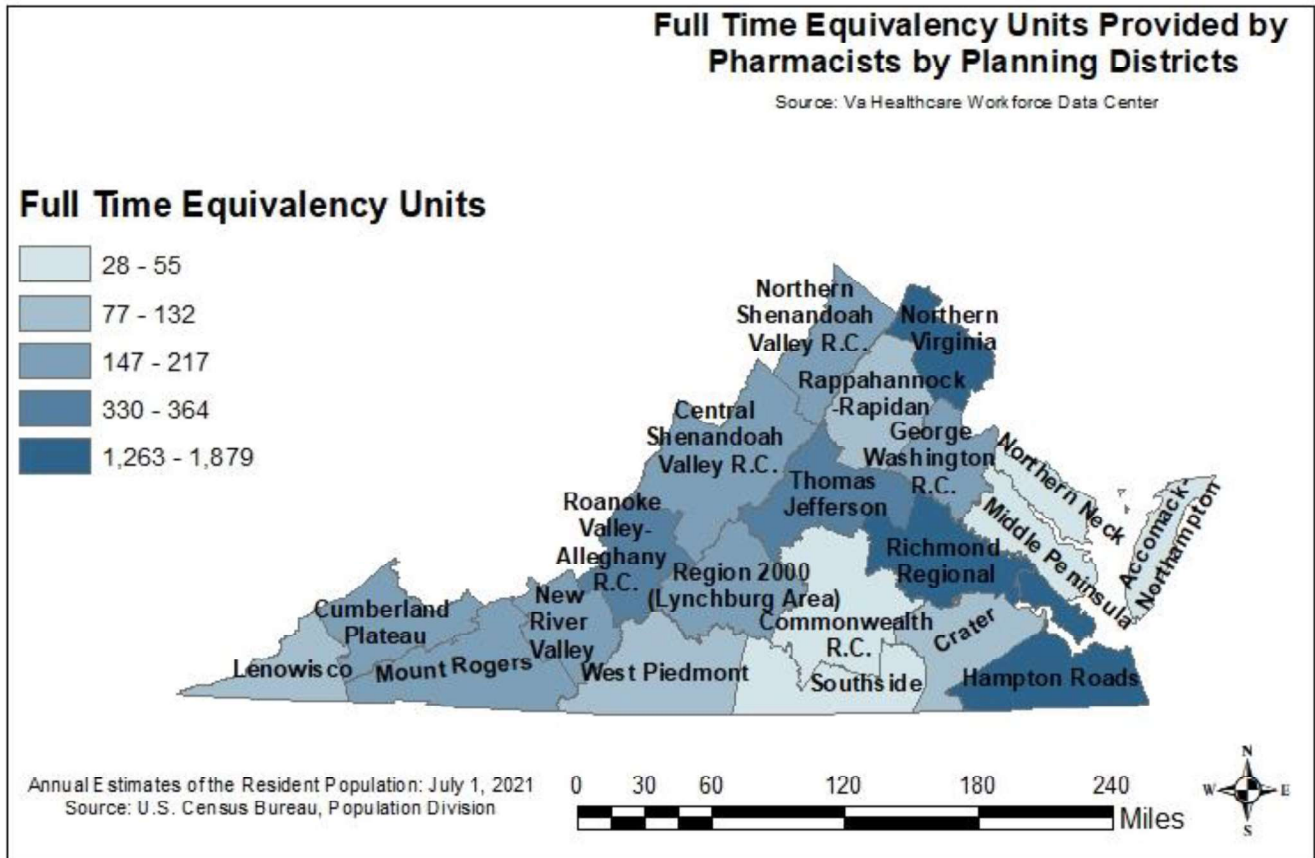 Full Time Equivalency Units Provided by
Pharmacists by Planning Districts
Source: Va Healthcare Workforce Data Center
Full Time Equivalency Units
28 - 55
77 - 132
147 - 217
330 - 364
1,263 - 1,879
Northern
Shenandoah
Valley R.C.
Northern
Virginia
Rappahannock
-Rapidan
Central
Shenandoah
Valley R.C.
George
Washington
R.C.
Northern Neck
Thomas
Jefferson
Middle Peninsula
Accomack-
Northampton
Roanoke
Valley-
Alleghany
R.C.
Richmond
Regional
Region 2000
(Lynchburg Area)
Commonwealth
R.C.
Crater
New
River
Valley
Cumberland
Plateau
Lenowisco
Mount Rogers
West Piedmont
Southside
Hampton Roads
Annual Estimates of the Resident Population: July 1, 2021
Source: U.S. Census Bureau, Population Division
0 30 60 120 180 240
Miles
N
W E
S